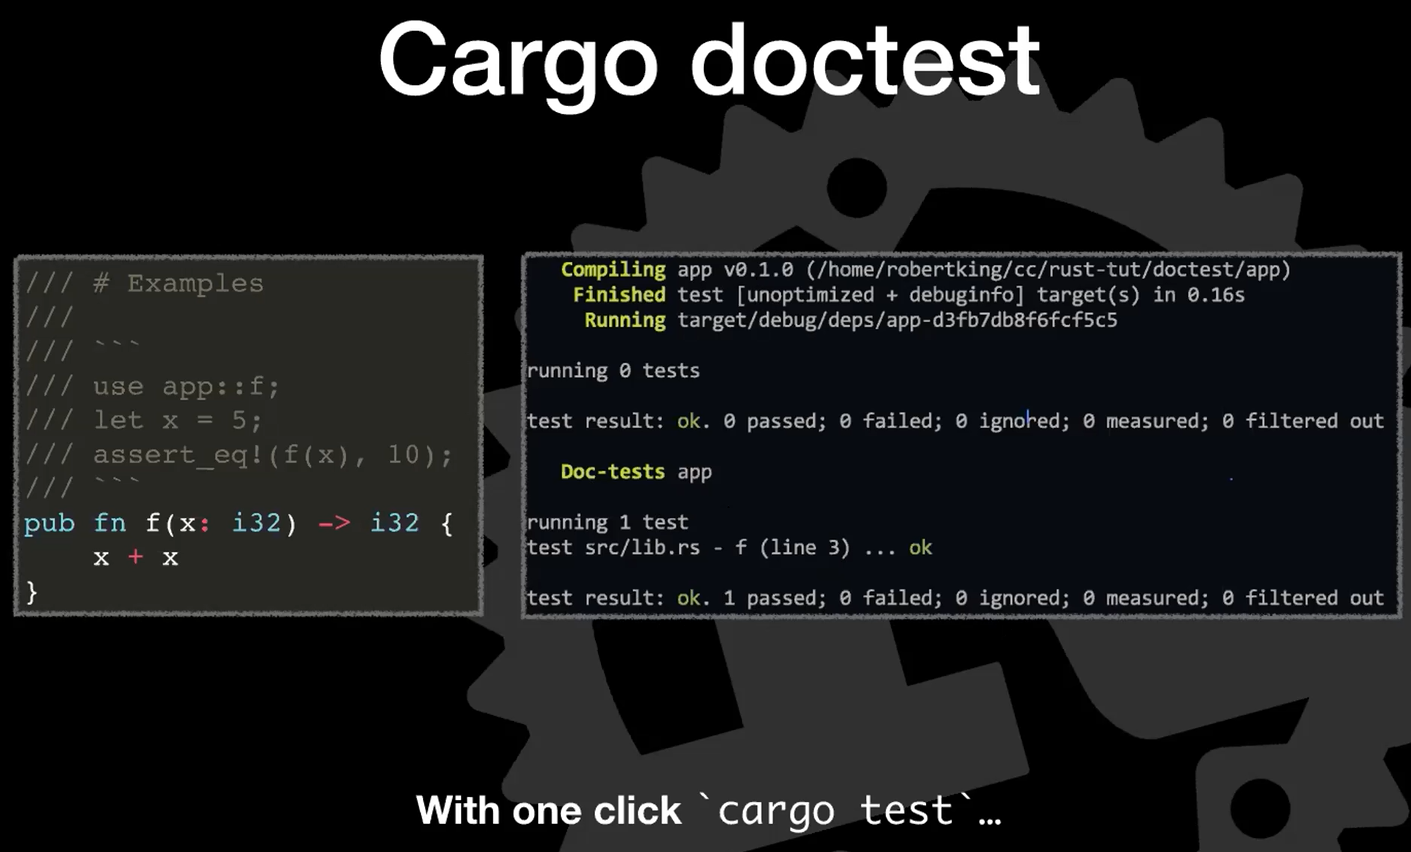 Cargo doctest
/// # Examples
///
/// ```
/// use app::f;
/// let x = 5;
/// assert_eq!(f(x), 10);
/// ```
pub fn f(x: i32) -> i32 {
    x + x
}
Compiling app v0.1.0 (/home/robertking/cc/rust-tut/doctest/app)
Finished test [unoptimized + debuginfo] target(s) in 0.16s
Running target/debug/deps/app-d3fb7db8f6fcf5c5
running 0 tests
test result: ok. 0 passed; 0 failed; 0 ignored; 0 measured; 0 filtered out
Doc-tests app
running 1 test
test src/lib.rs - f (line 3) ... ok
test result: ok. 1 passed; 0 failed; 0 ignored; 0 measured; 0 filtered out
With one click `cargo test`…